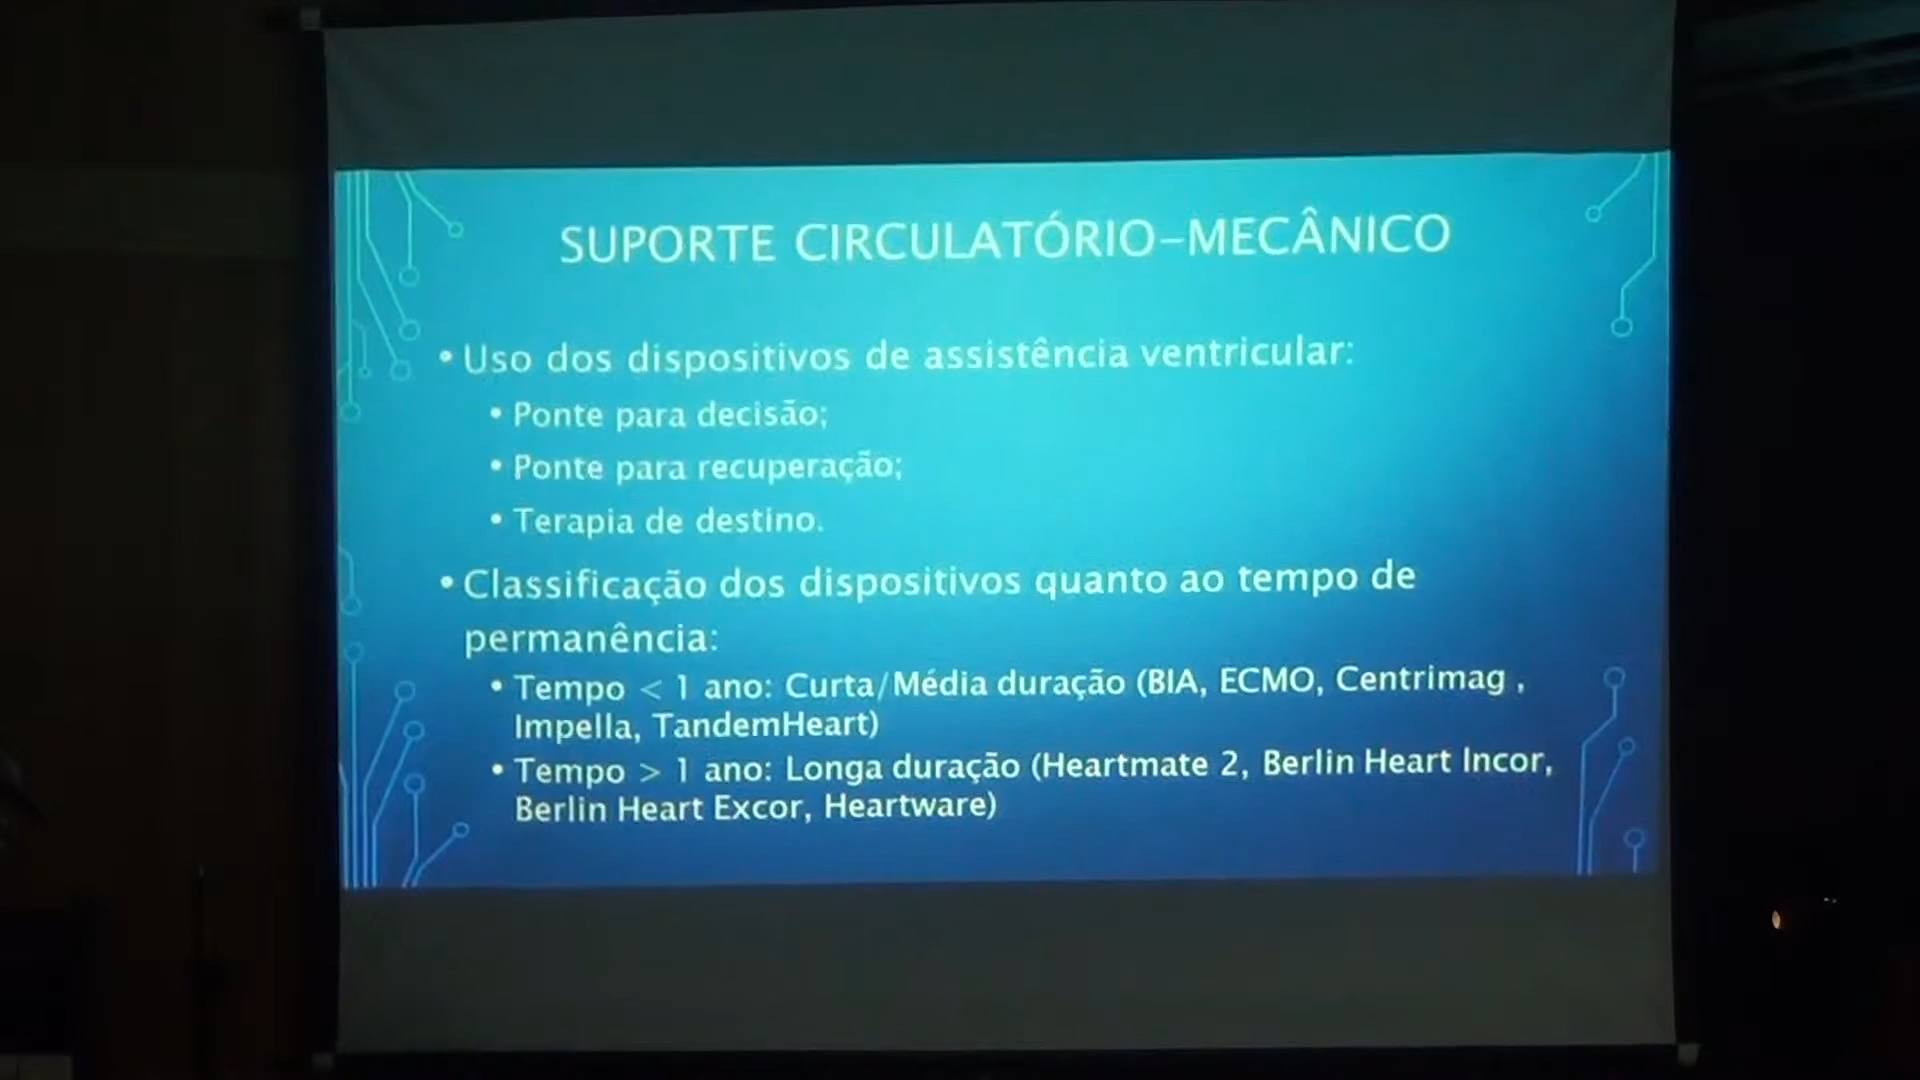 SUPORTE CIRCULATÓRIO-MECÂNICO
• Uso dos dispositivos de assistência ventricular:
• Ponte para decisão;
• Ponte para recuperação;
• Terapia de destino.
• Classificação dos dispositivos quanto ao tempo de
permanência:
• Tempo < 1 ano: Curta/Média duração (BIA, ECMO, Centrimag ,
Impella, TandemHeart)
• Tempo > 1 ano: Longa duração (Heartmate 2, Berlin Heart Incor,
Berlin Heart Excor, Heartware)